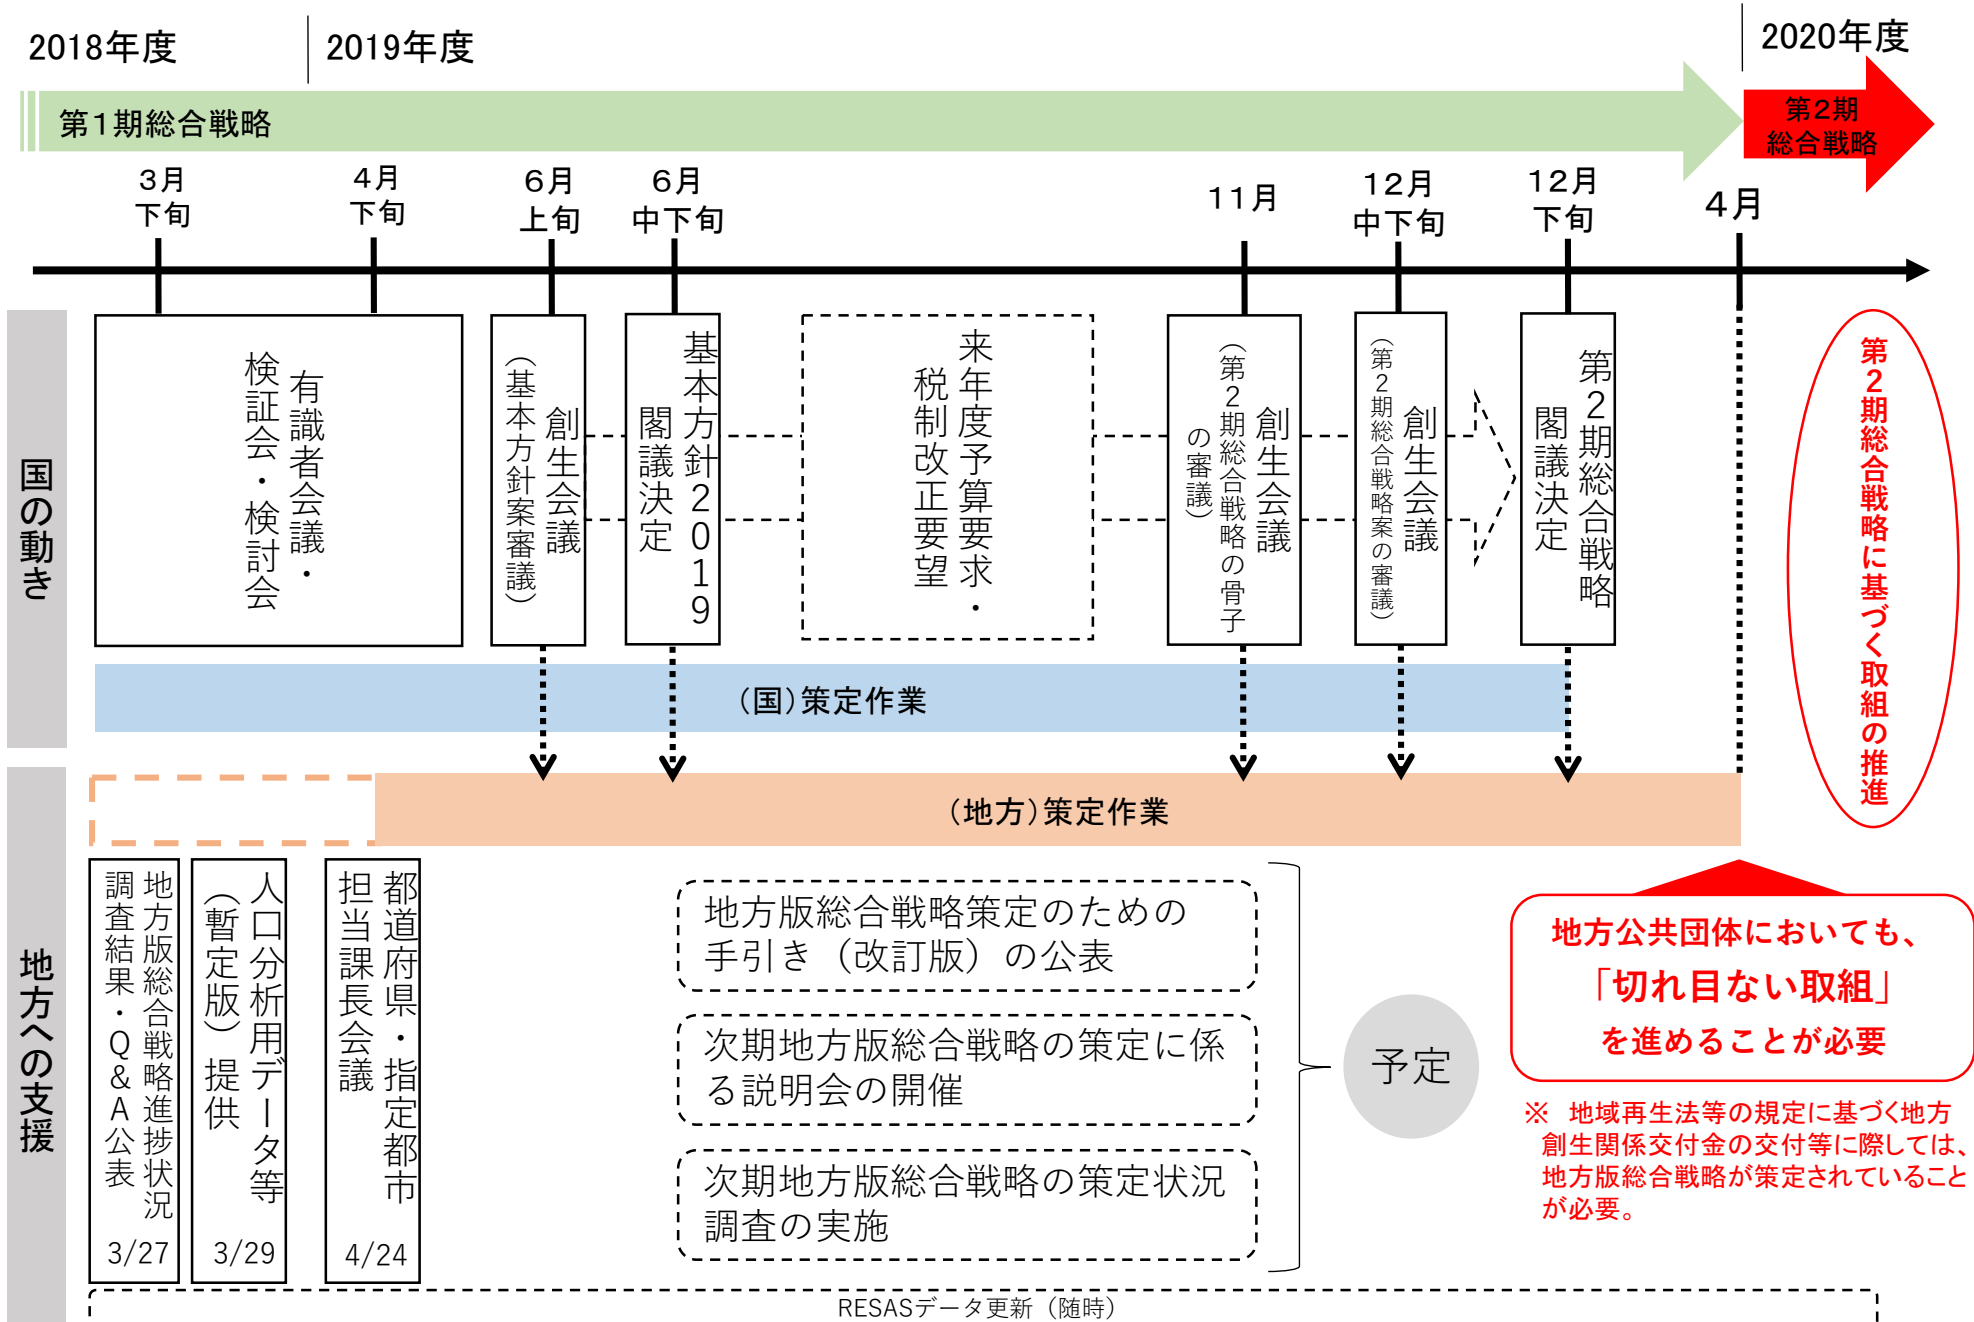 2018年度
2019年度
2020年度
第1期総合戦略
第2期
総合戦略
3月
下旬
4月
下旬
6月
上旬
6月
中下旬
11月
12月
中下旬
12月
下旬
4月
国の動き
有識者会議・
検証会・検討会
創生会議
（基本方針案審議）
基本方針2019
閣議決定
来年度予算要求・
税制改正要望
創生会議
（第2期総合戦略の骨子
の審議）
創生会議
（第2期総合戦略案の審議）
第2期総合戦略
閣議決定
第2期総合戦略に基づく取組の推進
（国）策定作業
（地方）策定作業
地方への支援
地方版総合戦略進捗状況
調査結果・Q＆A公表
3/27
人口分析用データ等
（暫定版）提供
3/29
都道府県・指定都市
担当課長会議
4/24
地方版総合戦略策定のための
手引き（改訂版）の公表
次期地方版総合戦略の策定に係
る説明会の開催
次期地方版総合戦略の策定状況
調査の実施
予定
地方公共団体においても、
「切れ目ない取組」
を進めることが必要
※　地域再生法等の規定に基づく地方
創生関係交付金の交付等に際しては、
地方版総合戦略が策定されていること
が必要。
RESASデータ更新（随時）